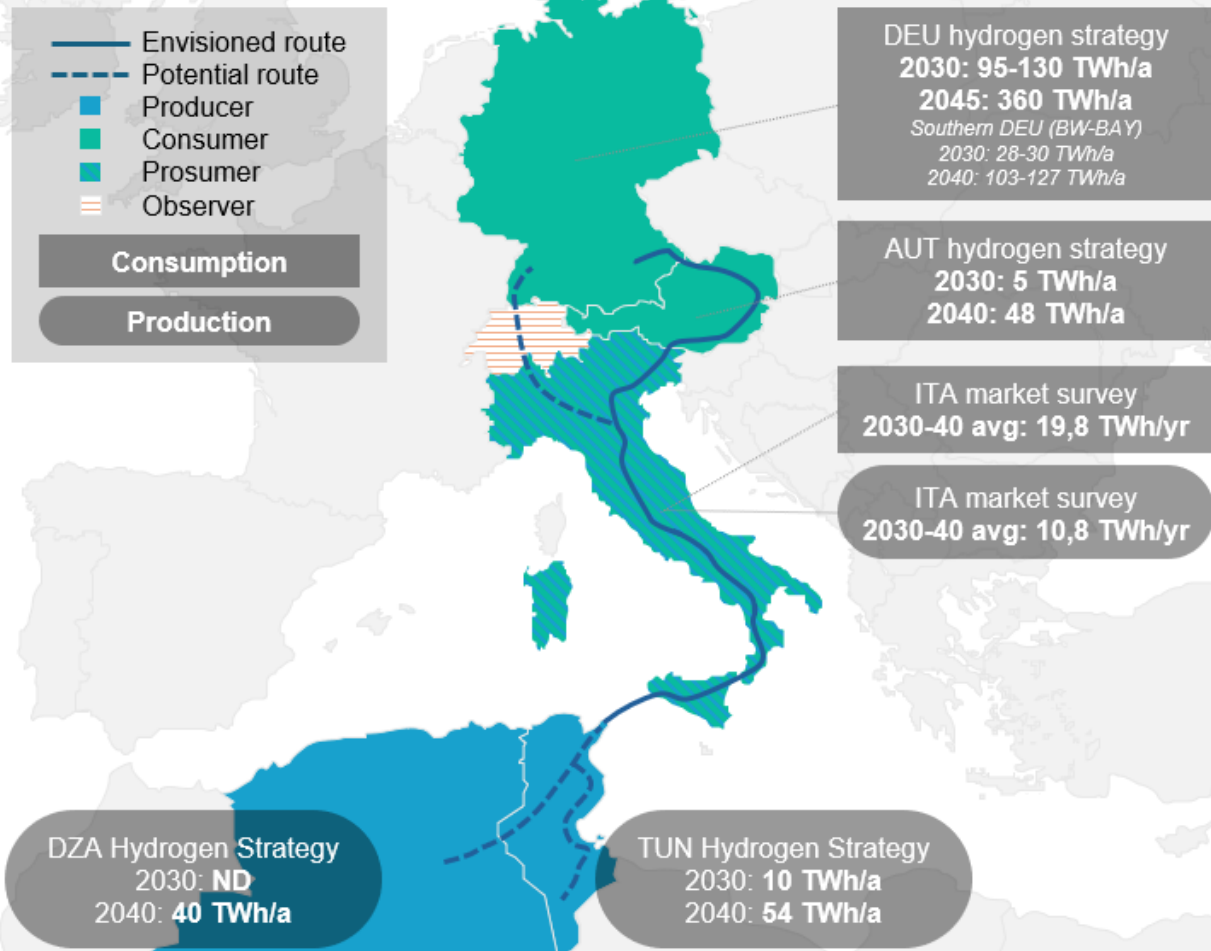 Envisioned route
Potential route
Producer
Consumer
Prosumer
Observer
Consumption
Production
DEU hydrogen strategy
2030: 95-130 TWh/a
2045: 360 TWh/a
Southern DEU (BW-BAY)
2030: 28-30 TWh/a
2040: 103-127 TWh/a
AUT hydrogen strategy
2030: 5 TWh/a
2040: 48 TWh/a
ITA market survey
2030-40 avg: 19,8 TWh/yr
ITA market survey
2030-40 avg: 10,8 TWh/yr
DZA Hydrogen Strategy
2030: ND
2040: 40 TWh/a
TUN Hydrogen Strategy
2030: 10 TWh/a
2040: 54 TWh/a